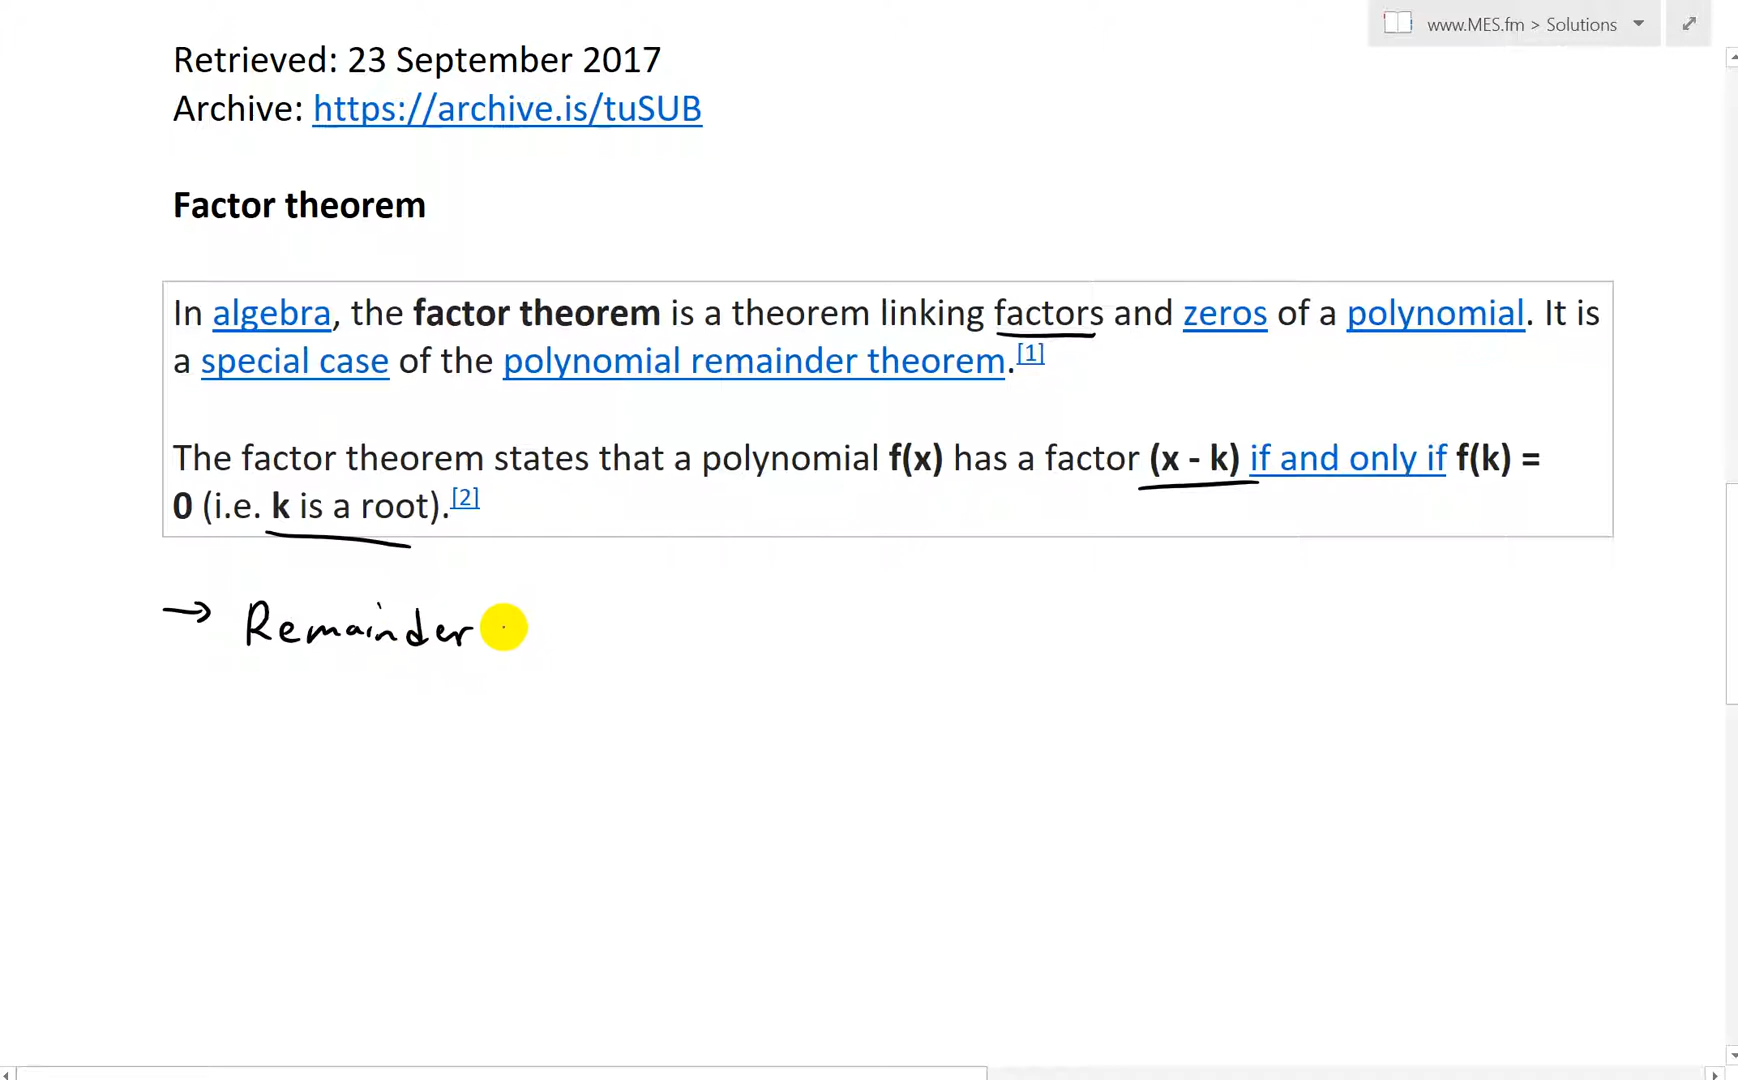 www.MES.fm > Solutions
Retrieved: 23 September 2017
Archive: https://archive.is/tuSUB
Factor theorem
In algebra, the factor theorem is a theorem linking factors and zeros of a polynomial. It is
a special case of the polynomial remainder theorem.[1]
The factor theorem states that a polynomial f(x) has a factor (x - k) if and only if f(k) =
0 (i.e. k is a root).[2]
→ Remainder